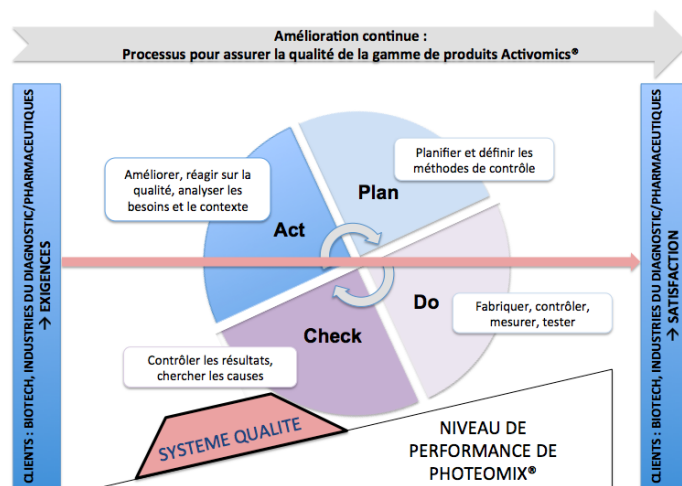 Amélioration continue :
Processus pour assurer la qualité de la gamme de produits Activomics®
CLIENTS : BIOTECH, INDUSTRIES DU DIAGNOSTIC/PHARMACEUTIQUES
→ EXIGENCES
Améliorer, réagir sur la
qualité, analyser les
besoins et le contexte
Act
Plan
Planifier et définir les
méthodes de contrôle
Do
Fabriquer, contrôler,
mesurer, tester
Check
Contrôler les résultats,
chercher les causes
SYSTEME QUALITE
NIVEAU DE
PERFORMANCE DE
PHOTEOMIX®
CLIENTS : BIOTECH, INDUSTRIES DU DIAGNOSTIC/PHARMACEUTIQUES
→ SATISFACTION